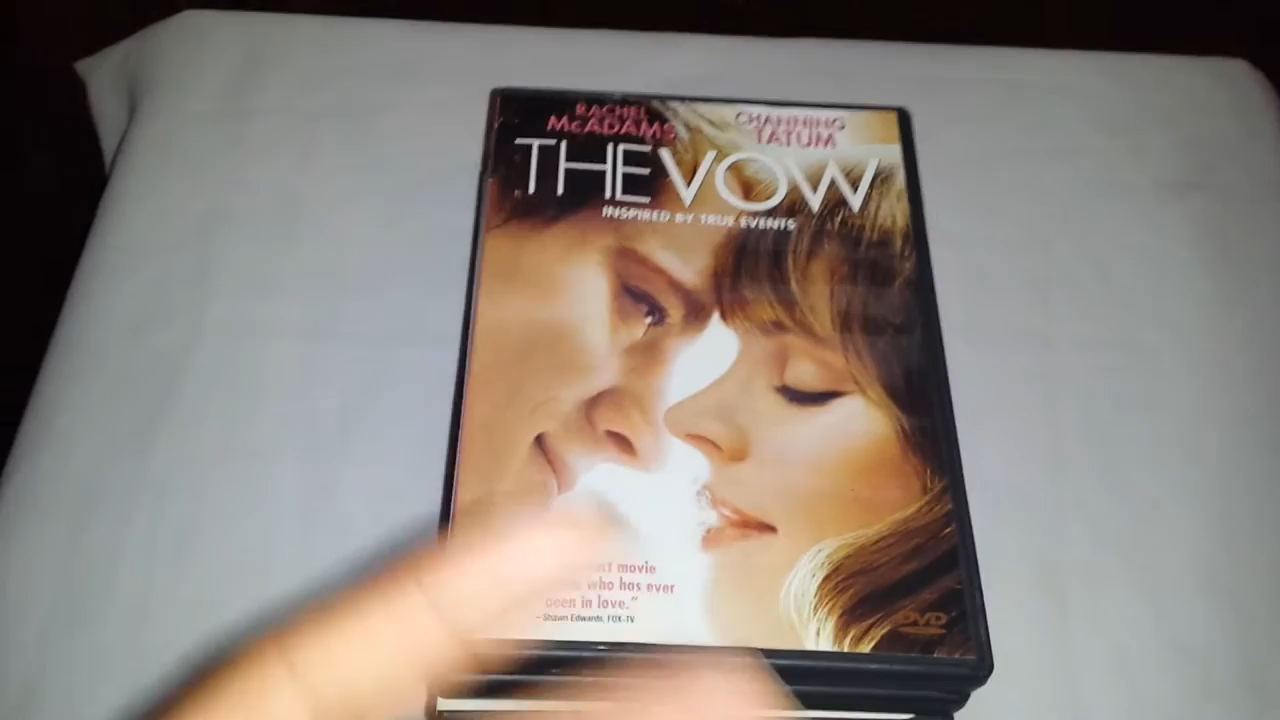 RACHEL
McADAMS
CHANNING
TATUM
THE VOW
INSPIRED BY TRUE EVENTS
movie
who has ever
been in love."
- Shawn Edwards, FOX-TV
DVD